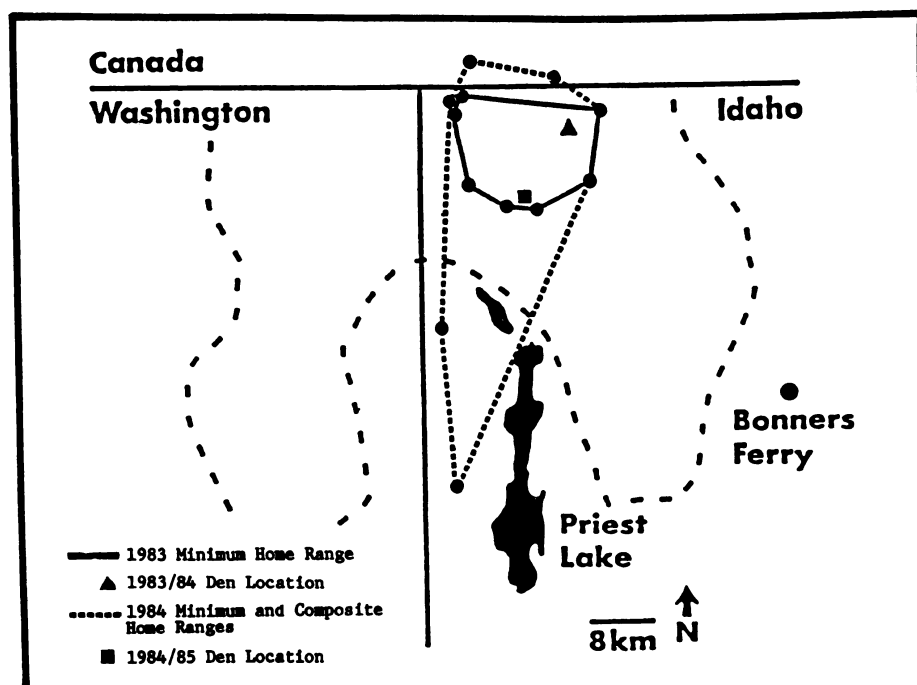 Canada
Washington
Idaho
Bonners
Ferry
Priest
Lake
1983 Minimum Home Range
1983/84 Den Location
1984 Minimum and Composite
Home Ranges
1984/85 Den Location
8km
N